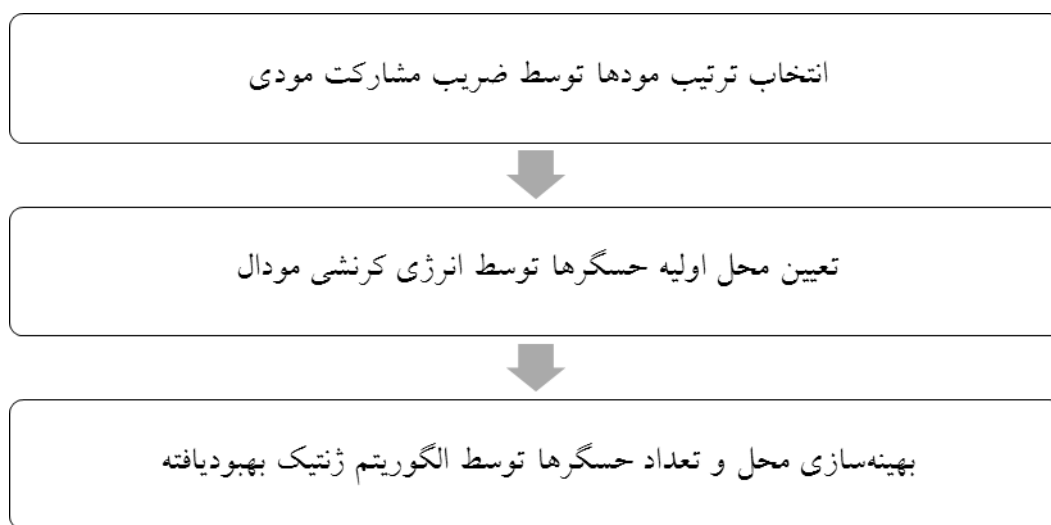 انتخاب ترتیب مودها توسط ضریب مشارکت مودی
تعیین محل اولیه حسگرها توسط انرژی کرنشی مودال
بهینه‌سازی محل و تعداد حسگرها توسط الگوریتم ژنتیک بهبودیافته